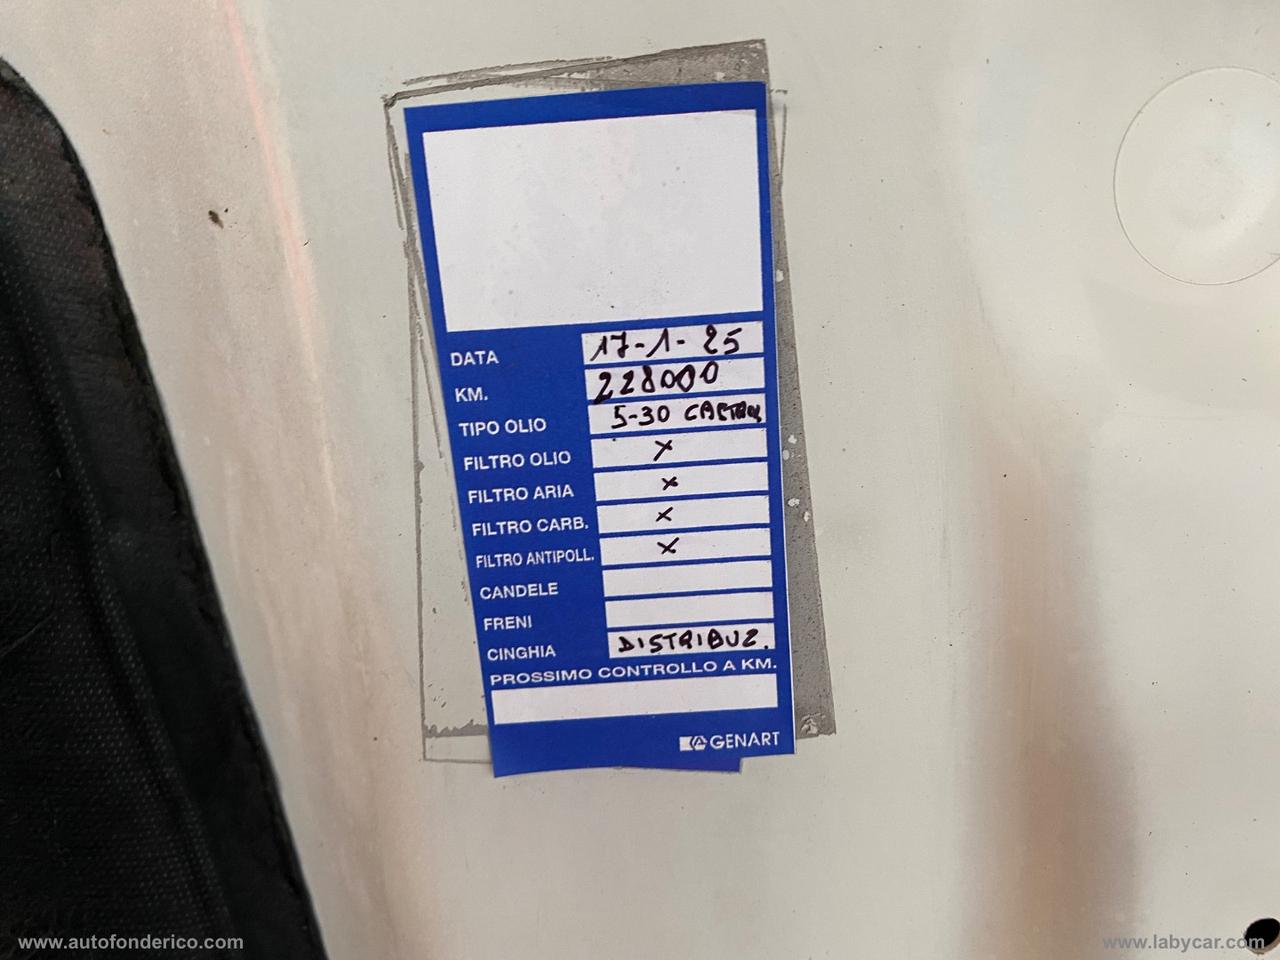 DATA 17-1-25
KM. 228000
TIPO OLIO 5-30 CASTROL
FILTRO OLIO X
FILTRO ARIA X
FILTRO CARB. X
FILTRO ANTIPOLL. X
CANDELE
FRENI
CINGHIA DISTRIBUZ.
PROSSIMO CONTROLLO A KM.
GENART
www.autofonderico.com
www.labycar.com